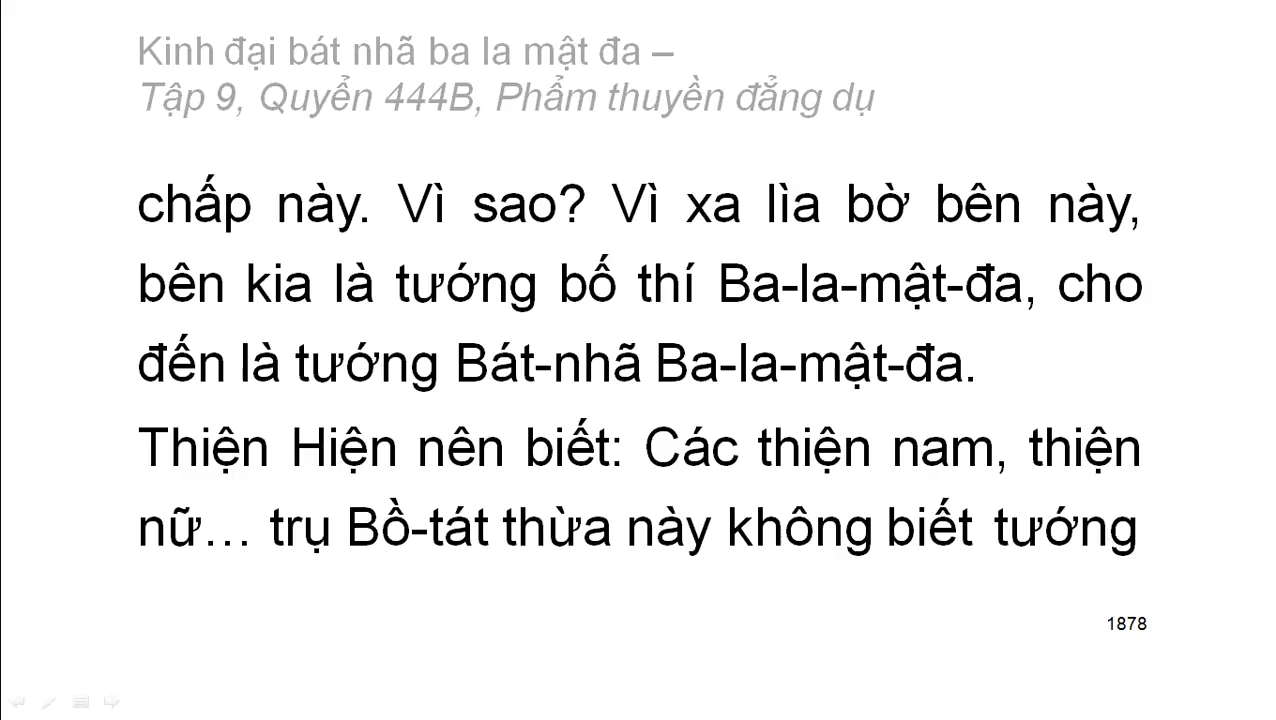 Kinh đại bát nhã ba la mật đa –
Tập 9, Quyển 444B, Phẩm thuyền đẳng dụ
chấp này. Vì sao? Vì xa lìa bờ bên này,
bên kia là tướng bố thí Ba-la-mật-đa, cho
đến là tướng Bát-nhã Ba-la-mật-đa.
Thiện Hiện nên biết: Các thiện nam, thiện
nữ… trụ Bồ-tát thừa này không biết tướng
1878